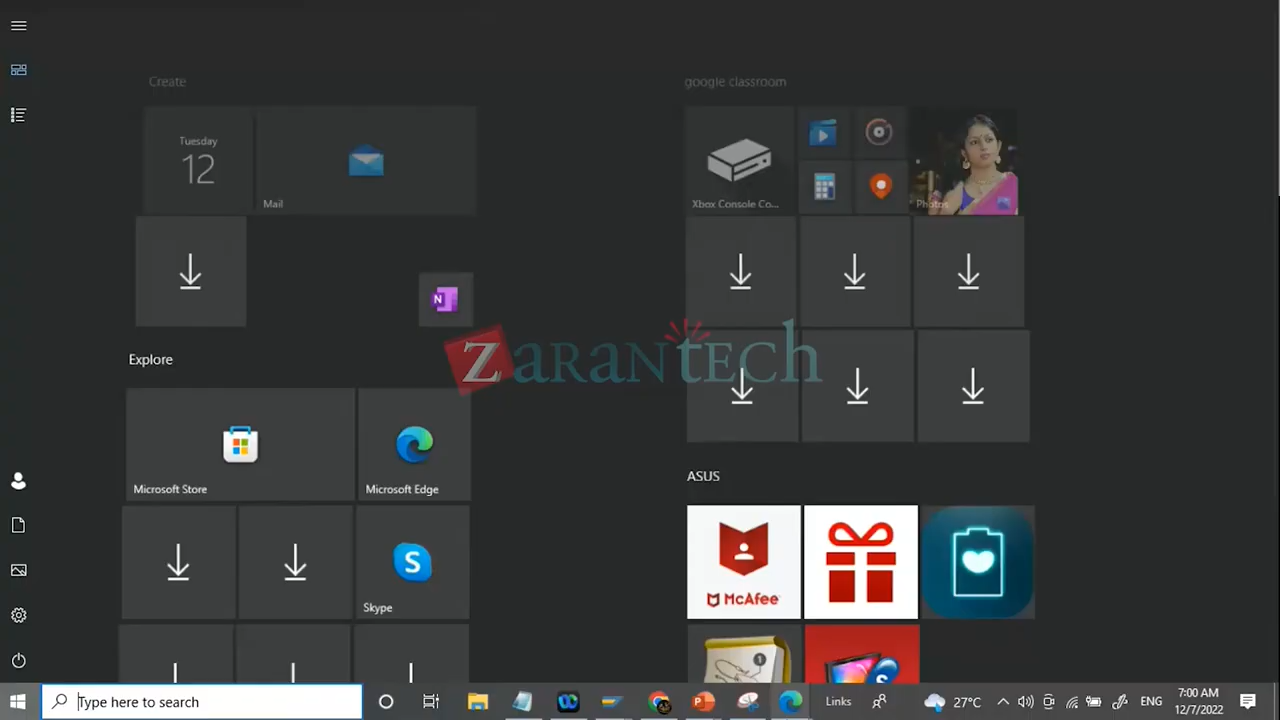 Create
google classroom
Tuesday
12
Mail
Xbox Console Co...
Photos
N
Explore
ZARANTECH
Microsoft Store
Microsoft Edge
ASUS
S
Skype
McAfee
1
S
Type here to search
Links
27°C
ENG
7:00 AM
12/7/2022